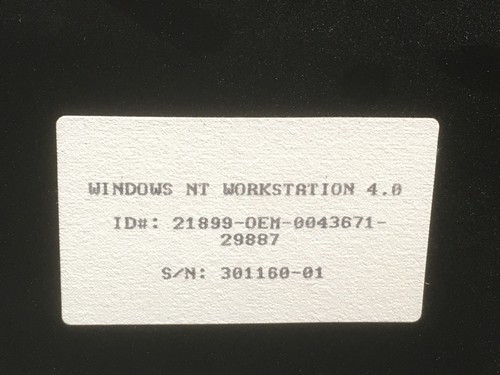 WINDOWS NT WORKSTATION 4.0
ID#: 21899-OEM-0043671-
29887
S/N: 301160-01